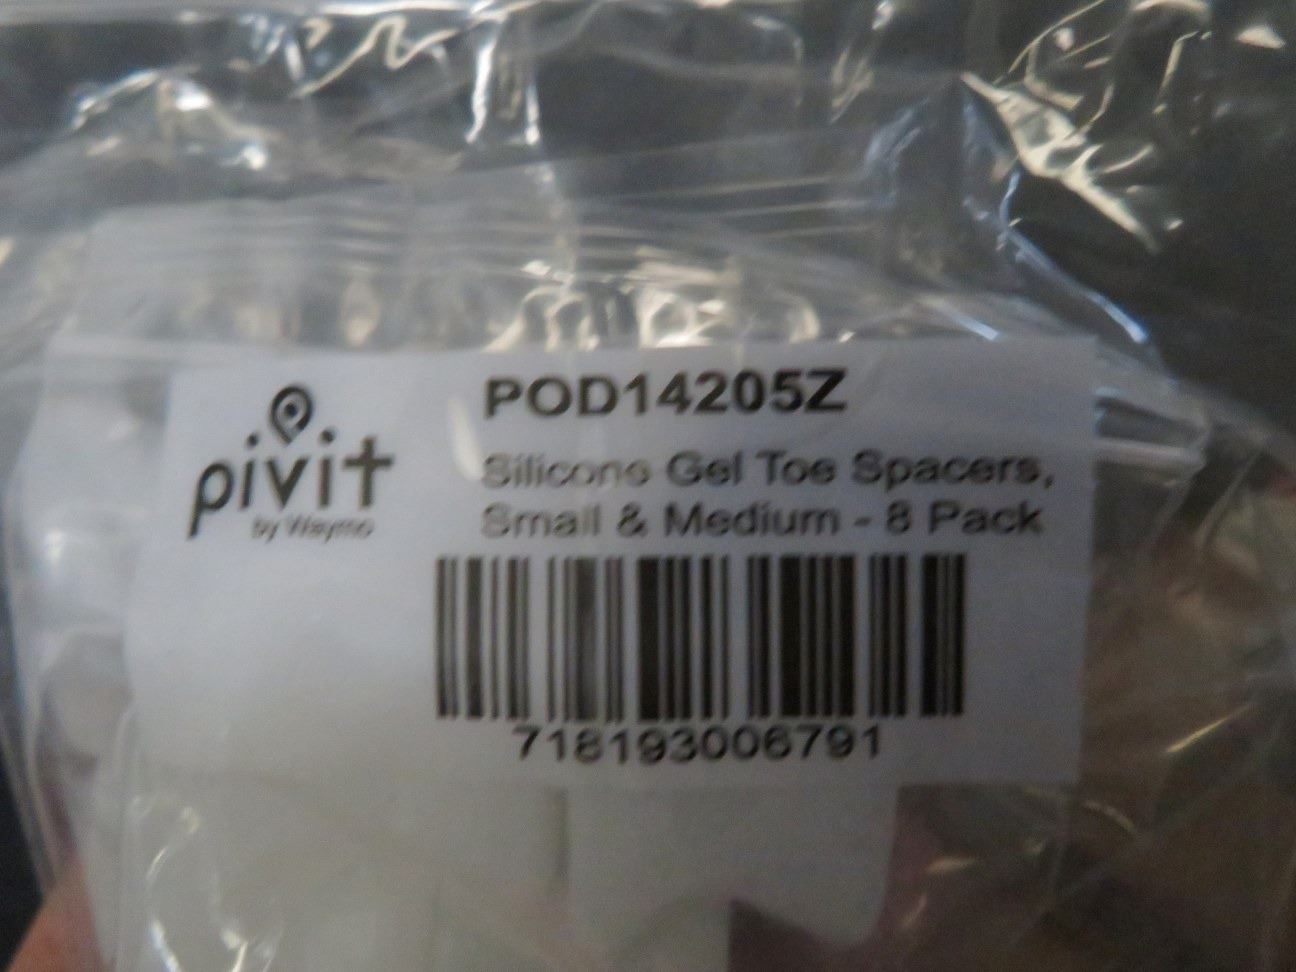 pivit
by Waymo
POD14205Z
Silicone Gel Toe Spacers,
Small & Medium - 8 Pack
718193006791